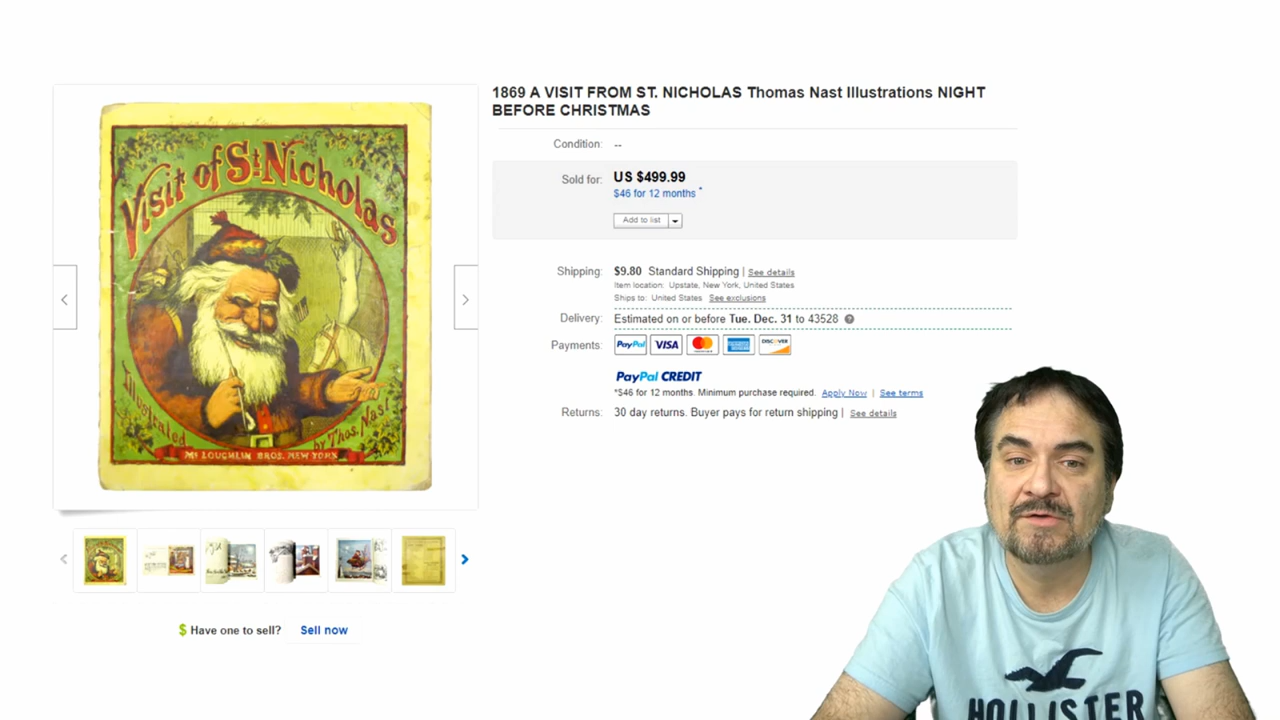 1869 A VISIT FROM ST. NICHOLAS Thomas Nast Illustrations NIGHT
BEFORE CHRISTMAS
Condition: --
Sold for: US $499.99
$46 for 12 months *
Add to list
Shipping: $9.80 Standard Shipping | See details
Item location: Upstate, New York, United States
Ships to: United States See exclusions
Delivery: Estimated on or before Tue. Dec. 31 to 43528 ?
Payments: PayPal VISA DISCOVER
PayPal CREDIT
*$46 for 12 months. Minimum purchase required. Apply Now | See terms
Returns: 30 day returns. Buyer pays for return shipping | See details
Visit of St. Nicholas
Illustrated by Thos. Nast
Mc LOUGHLIN BROS. NEW YORK
$ Have one to sell? Sell now
HOLLISTER